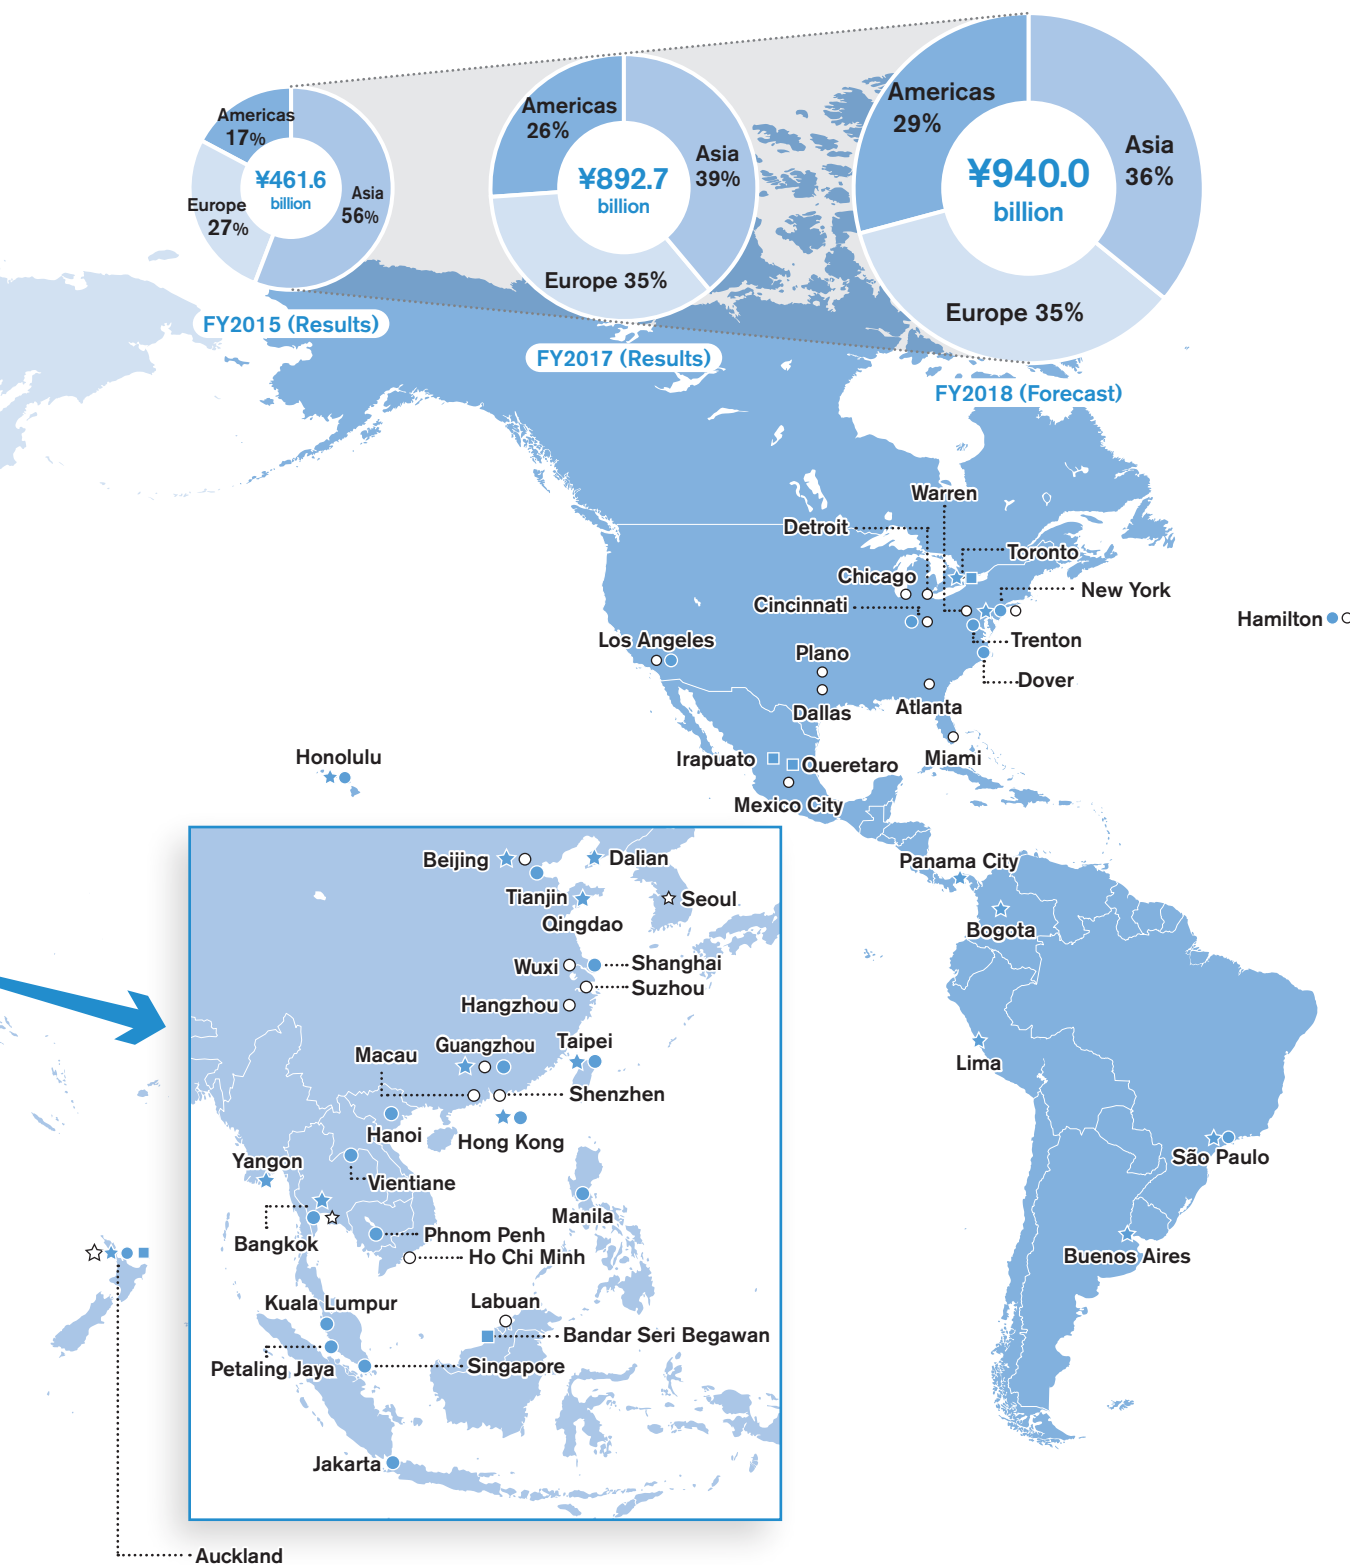 Americas
17%
Europe
27%
¥461.6
billion
Asia
56%
FY2015 (Results)
Americas
26%
¥892.7
billion
Asia
39%
Europe 35%
FY2017 (Results)
Americas
29%
¥940.0
billion
Asia
36%
Europe 35%
FY2018 (Forecast)
Warren
Detroit
Toronto
Chicago
New York
Cincinnati
Hamilton
Los Angeles
Trenton
Plano
Dover
Dallas
Atlanta
Honolulu
Irapuato
Queretaro
Miami
Mexico City
Panama City
Bogota
Lima
São Paulo
Buenos Aires
Beijing
Dalian
Tianjin
Seoul
Qingdao
Wuxi
Shanghai
Suzhou
Hangzhou
Macau
Guangzhou
Taipei
Shenzhen
Hanoi
Hong Kong
Yangon
Vientiane
Manila
Bangkok
Phnom Penh
Ho Chi Minh
Kuala Lumpur
Labuan
Bandar Seri Begawan
Petaling Jaya
Singapore
Jakarta
Auckland